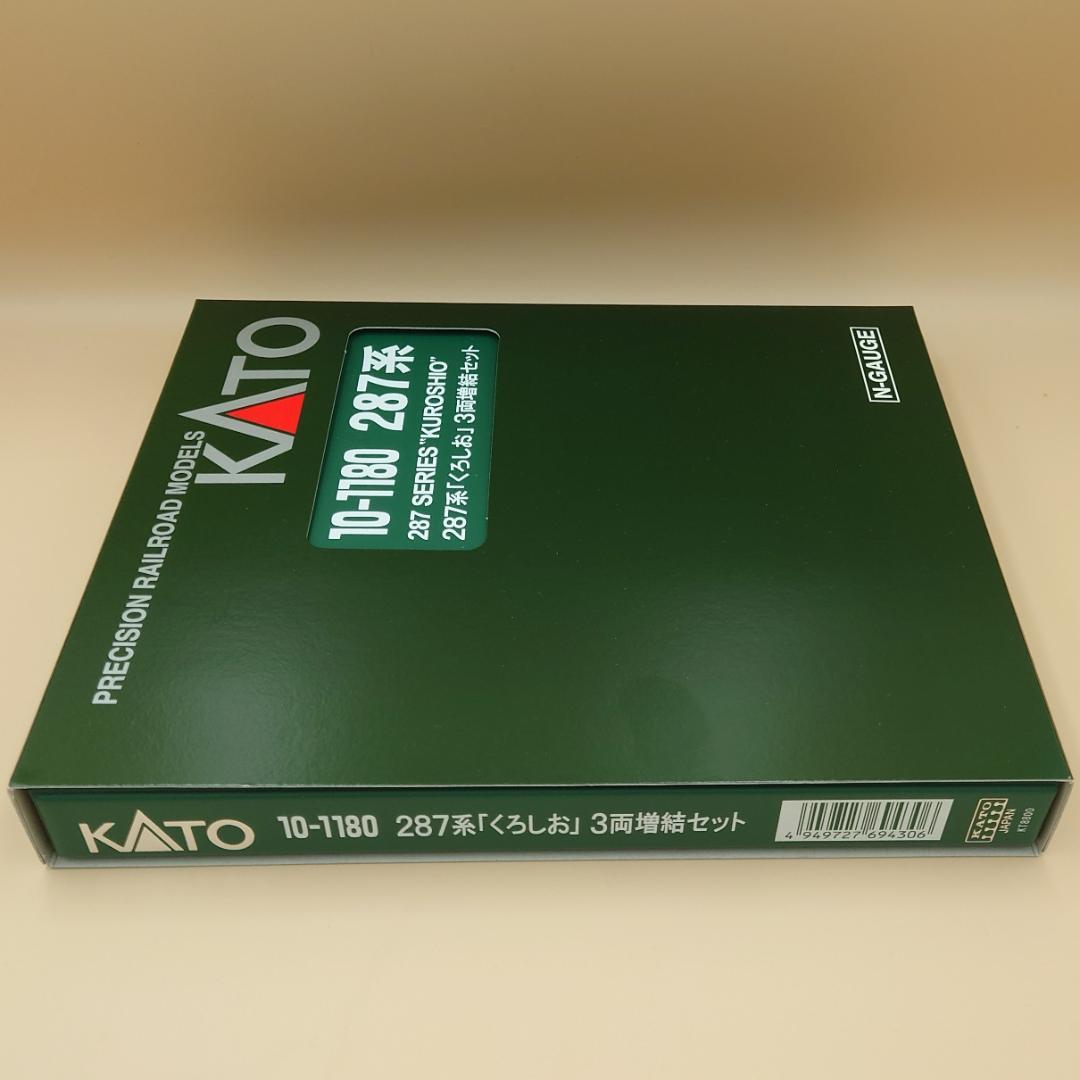 PRECISION RAILROAD MODELS
KATO
10-1180 287系
287 SERIES "KUROSHIO"
287系「くろしお」3両増結セット
N-GAUGE
KATO 10-1180 287系「くろしお」3両増結セット
4 949727 694306
KATO
JAPAN
K78800